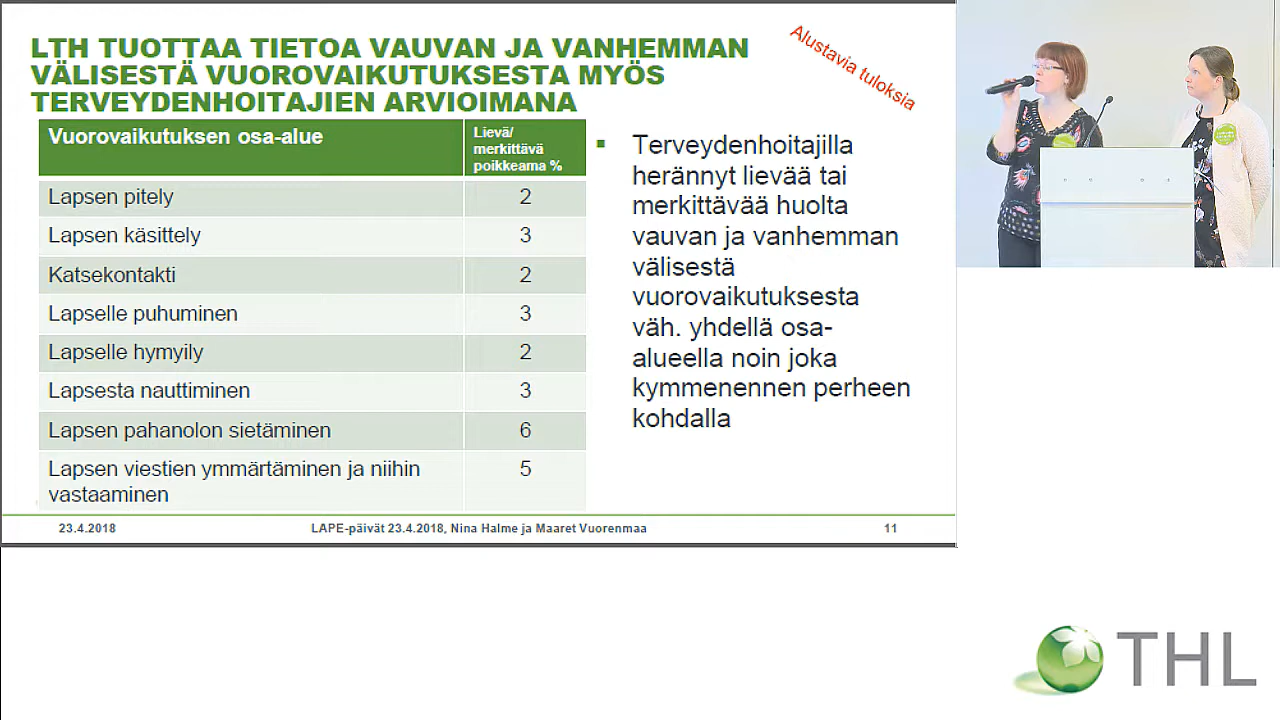 LTH TUOTTAA TIETOA VAUVAN JA VANHEMMAN
VÄLISESTÄ VUOROVAIKUTUKSESTA MYÖS
TERVEYDENHOITAJIEN ARVIOIMANA
Alustavia tuloksia
Vuorovaikutuksen osa-alue
Lievä/
merkittävä
poikkeama %
Lapsen pitely 2
Lapsen käsittely 3
Katsekontakti 2
Lapselle puhuminen 3
Lapselle hymyily 2
Lapsesta nauttiminen 3
Lapsen pahanolon sietäminen 6
Lapsen viestien ymmärtäminen ja niihin 5
vastaaminen
▪ Terveydenhoitajilla
herännyt lievää tai
merkittävää huolta
vauvan ja vanhemman
välisestä
vuorovaikutuksesta
väh. yhdellä osa-
alueella noin joka
kymmenennen perheen
kohdalla
23.4.2018 LAPE-päivät 23.4.2018, Nina Halme ja Maaret Vuorenmaa 11
THL